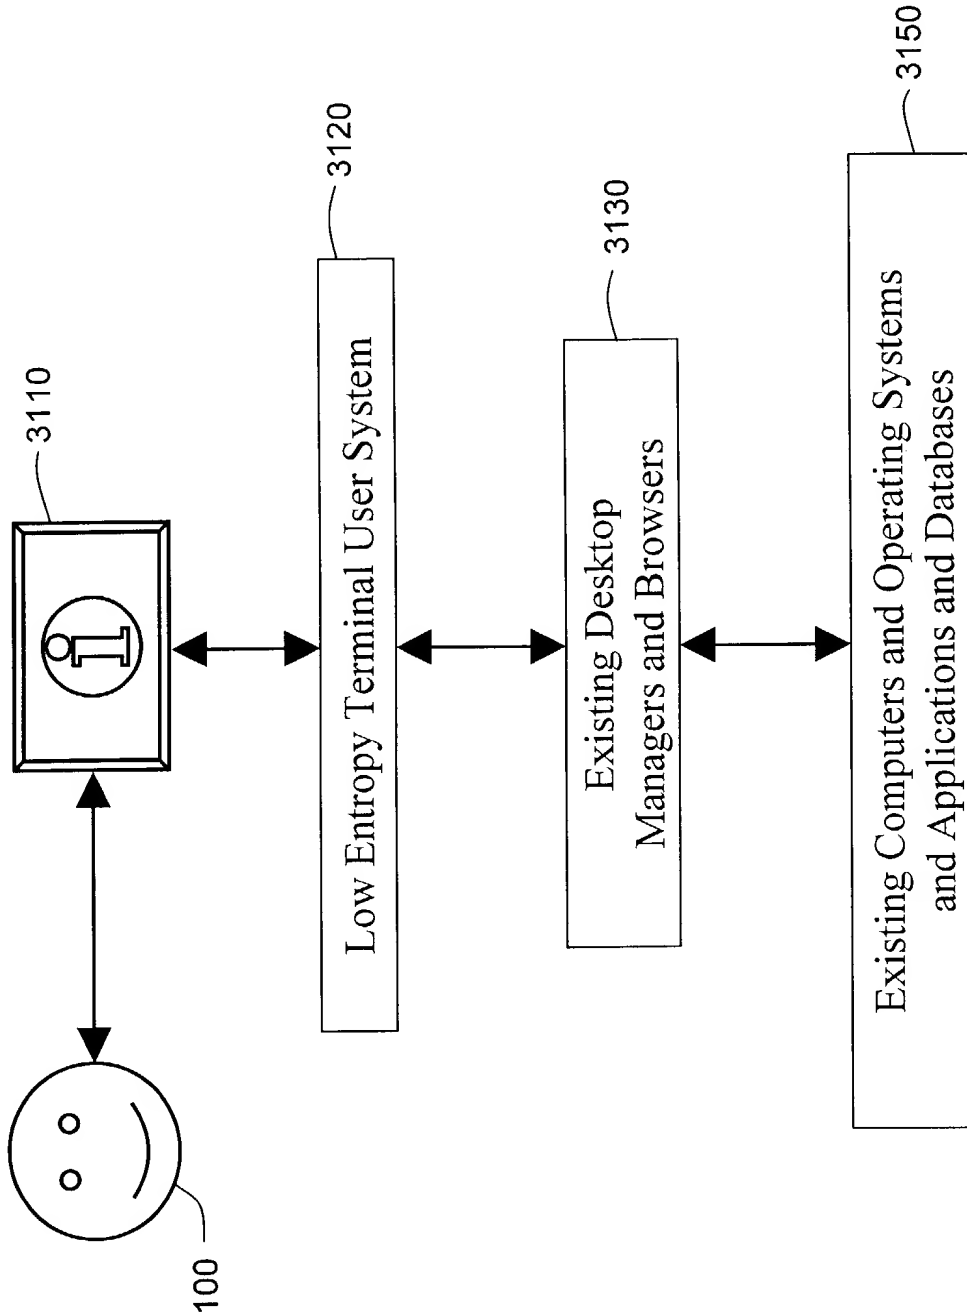 3110
i
100
3120
Low Entropy Terminal User System
3130
Existing Desktop
Managers and Browsers
3150
Existing Computers and Operating Systems
and Applications and Databases